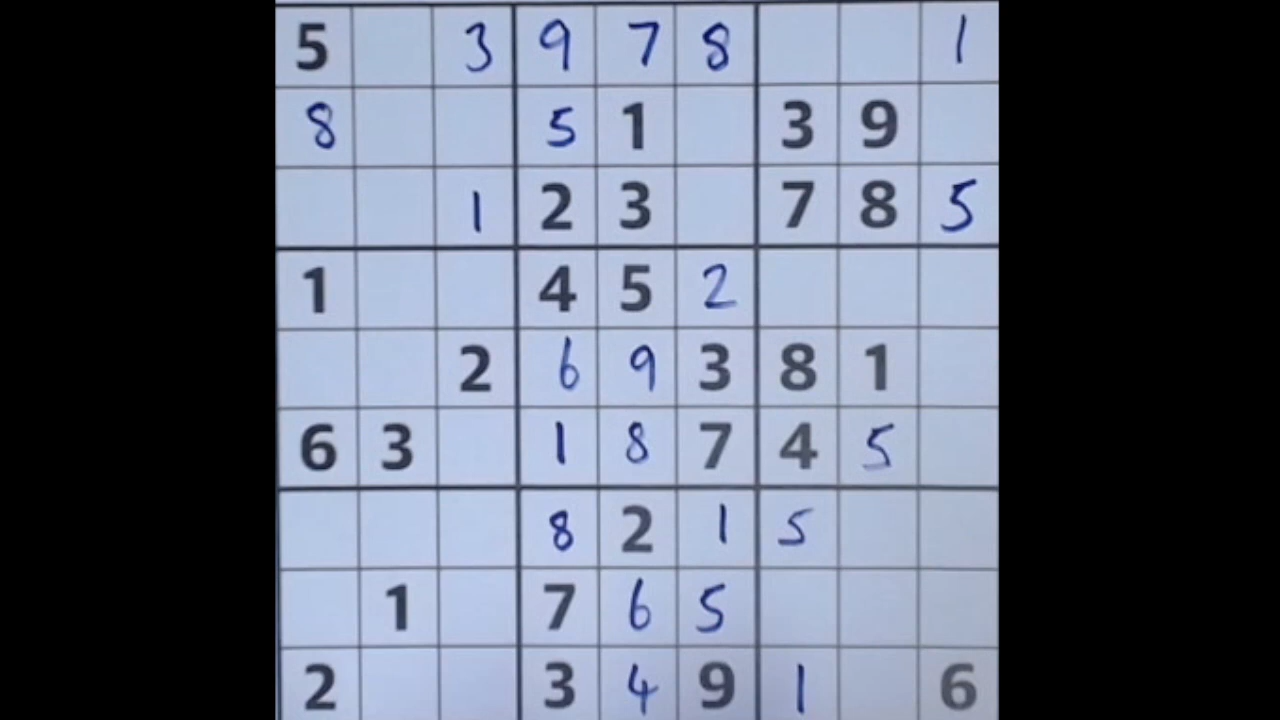 5 3 9 7 8 1
8 5 1 3 9
1 2 3 7 8 5
1 4 5 2
2 6 9 3 8 1
6 3 1 8 7 4 5
8 2 1 5
1 7 6 5
2 3 4 9 1 6